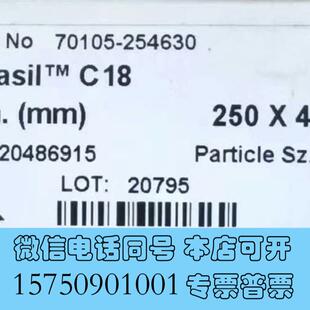 No 70105-254630
asil™ C18
. (mm) 250 X 4
20486915 Particle Sz.
LOT: 20795
微信电话同号 本店可开
15750901001 专票普票